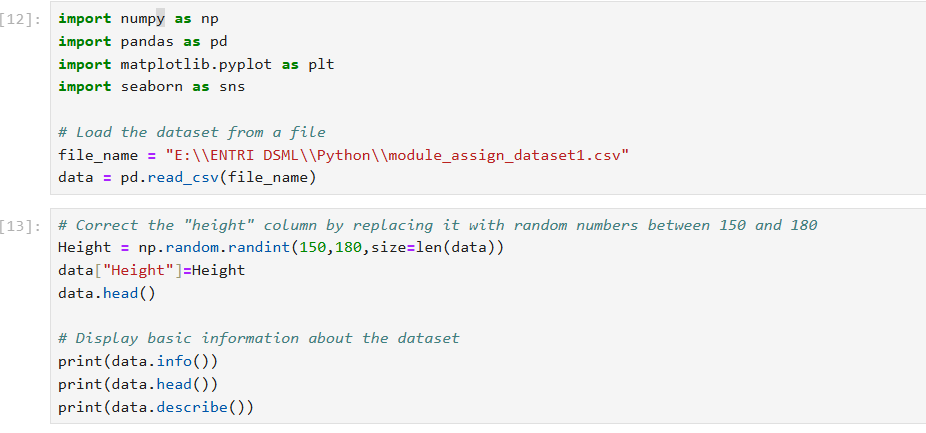 [12]: import numpy as np
import pandas as pd
import matplotlib.pyplot as plt
import seaborn as sns
# Load the dataset from a file
file_name = "E:\\ENTRI DSML\\Python\\module_assign_dataset1.csv"
data = pd.read_csv(file_name)
[13]: # Correct the "height" column by replacing it with random numbers between 150 and 180
Height = np.random.randint(150,180,size=len(data))
data["Height"]=Height
data.head()
# Display basic information about the dataset
print(data.info())
print(data.head())
print(data.describe())